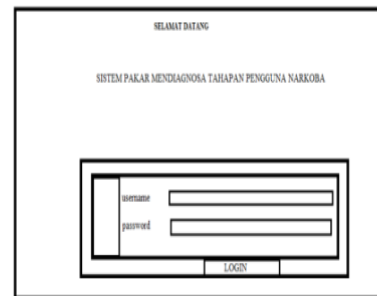 SELAMAT DATANG
SISTEM PAKAR MENDIAGNOSA TAHAPAN PENGGUNA NARKOBA
username
password
LOGIN